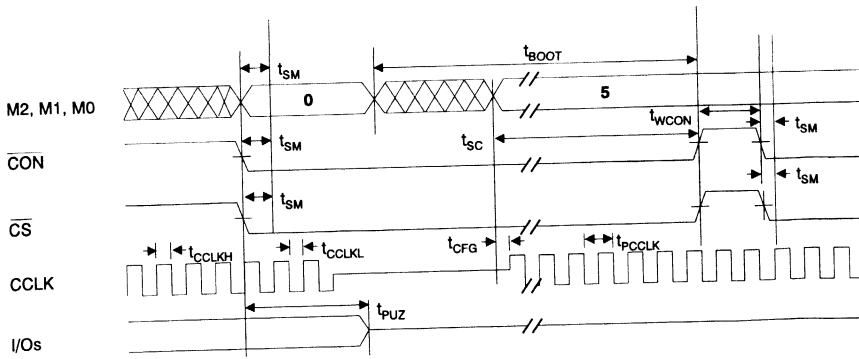 tBOOT
tSM
M2, M1, M0
0
5
tWCON
tSM
tSC
tSM
CON
tSM
tSM
CS
tCCLKH
tCCLKL
tCFG
tPCCLK
CCLK
tPUZ
I/Os